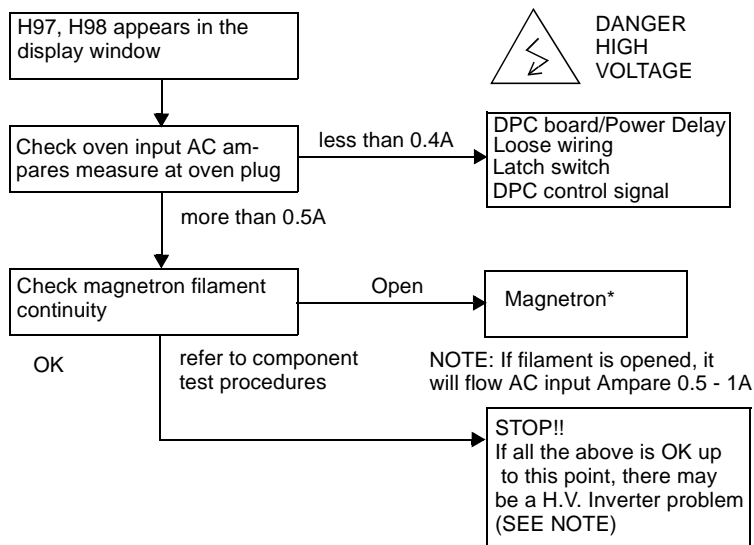 H97, H98 appears in the
display window
DANGER
HIGH
VOLTAGE
Check oven input AC am-
pares measure at oven plug
less than 0.4A
DPC board/Power Delay
Loose wiring
Latch switch
DPC control signal
more than 0.5A
Check magnetron filament
continuity
Open
Magnetron*
OK
refer to component
test procedures
NOTE: If filament is opened, it
will flow AC input Ampare 0.5 - 1A
STOP!!
If all the above is OK up
to this point, there may
be a H.V. Inverter problem
(SEE NOTE)